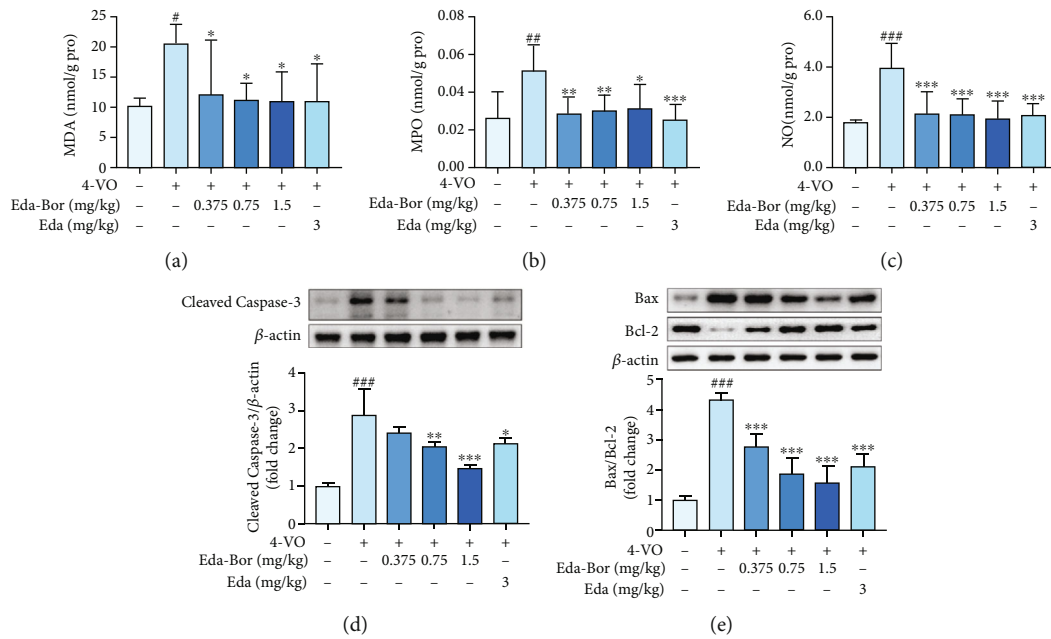 25
20
15
10
5
0
MDA (nmol/g pro)
#
*
*
*
*
4-VO
– + + + + +
Eda-Bor (mg/kg)
– – 0.375 0.75 1.5 –
Eda (mg/kg)
– – – – – 3
(a)
0.08
0.06
0.04
0.02
0.00
MPO (nmol/g pro)
##
**
**
*
***
4-VO
– + + + + +
Eda-Bor (mg/kg)
– – 0.375 0.75 1.5 –
Eda (mg/kg)
– – – – – 3
(b)
6.0
4.0
2.0
0.0
NO(nmol/g pro)
###
***
***
***
***
4-VO
– + + + + +
Eda-Bor (mg/kg)
– – 0.375 0.75 1.5 –
Eda (mg/kg)
– – – – – 3
(c)
Cleaved Caspase-3
β-actin
4
3
2
1
0
Cleaved Caspase-3/β-actin
(fold change)
###
**
***
*
4-VO
– + + + + +
Eda-Bor (mg/kg)
– – 0.375 0.75 1.5 –
Eda (mg/kg)
– – – – – 3
(d)
Bax
Bcl-2
β-actin
5
4
3
2
1
0
Bax/Bcl-2
(fold change)
###
***
***
***
***
4-VO
– + + + + +
Eda-Bor (mg/kg)
– – 0.375 0.75 1.5 –
Eda (mg/kg)
– – – – – 3
(e)